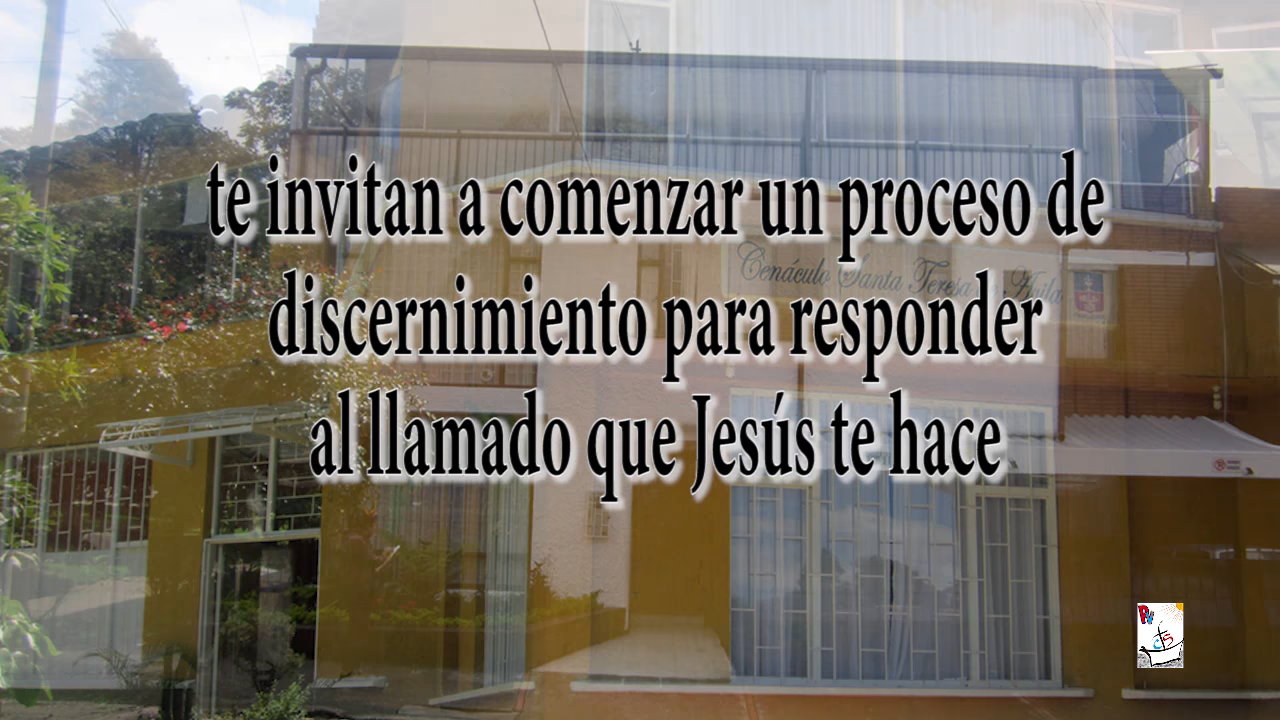 te invitan a comenzar un proceso de
Cenáculo Santa Teresa
discernimiento para responder
al llamado que Jesús te hace